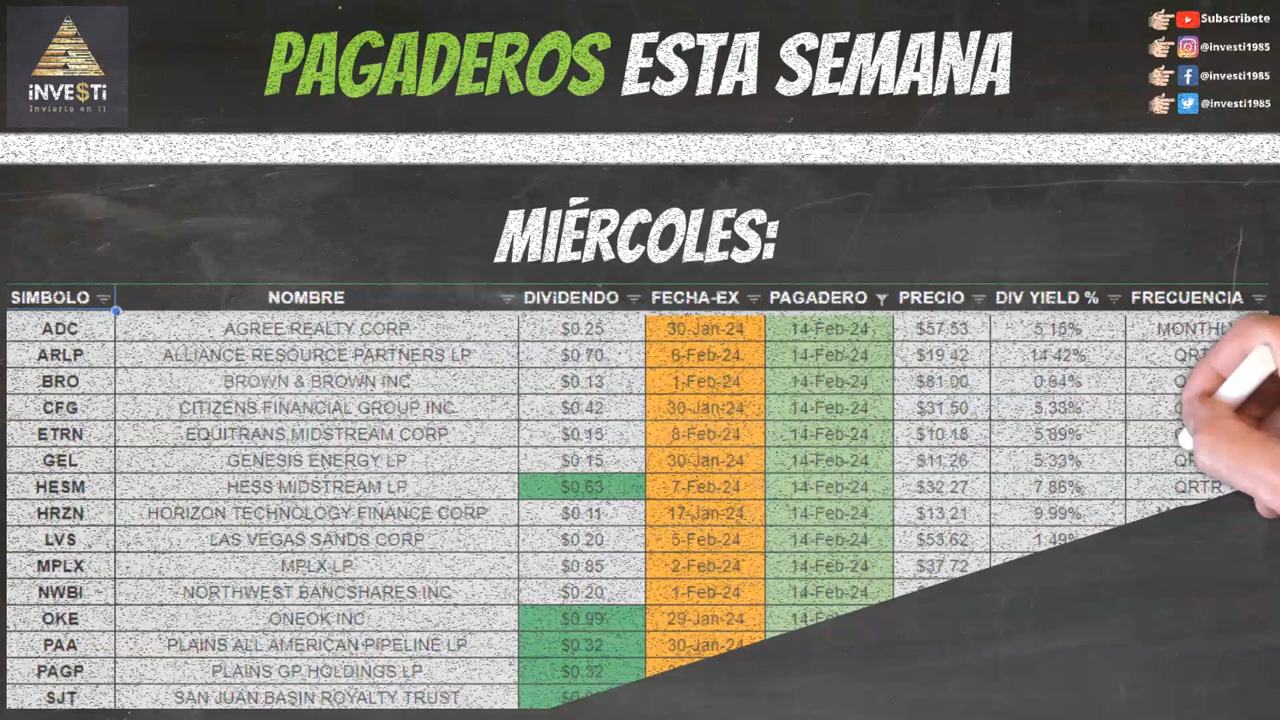 iNVE$Ti
Invierte en ti
PAGADEROS ESTA SEMANA
Subscribete
@investi1985
@investi1985
@investi1985
MIÉRCOLES:
SIMBOLO NOMBRE DIVIDENDO FECHA-EX PAGADERO PRECIO DIV YIELD % FRECUENCIA
ADC AGREE REALTY CORP $0.25 30-Jan-24 14-Feb-24 $57.53 5.15%
ARLP ALLIANCE RESOURCE PARTNERS LP $0.70 6-Feb-24 14-Feb-24 $19.42 14.42%
BRO BROWN & BROWN INC $0.13 1-Feb-24 14-Feb-24 $81.00 0.64%
CFG CITIZENS FINANCIAL GROUP INC $0.42 30-Jan-24 14-Feb-24 $31.50 5.33%
ETRN EQUITRANS MIDSTREAM CORP $0.15 8-Feb-24 14-Feb-24 $10.18 5.89%
GEL GENESIS ENERGY LP $0.15 30-Jan-24 14-Feb-24 $11.26 5.33%
HESM HESS MIDSTREAM LP $0.63 7-Feb-24 14-Feb-24 $32.27 7.86% QRTR
HRZN HORIZON TECHNOLOGY FINANCE CORP $0.11 17-Jan-24 14-Feb-24 $13.21 9.99%
LVS LAS VEGAS SANDS CORP $0.20 5-Feb-24 14-Feb-24 $53.62 1.49%
MPLX MPLX LP $0.85 2-Feb-24 14-Feb-24 $37.72
NWBI NORTHWEST BANCSHARES INC $0.20 1-Feb-24 14-Feb-24
OKE ONEOK INC $0.99 29-Jan-24
PAA PLAINS ALL AMERICAN PIPELINE LP $0.32 30-Jan-24
PAGP PLAINS GP HOLDINGS LP $0.32
SJT SAN JUAN BASIN ROYALTY TRUST